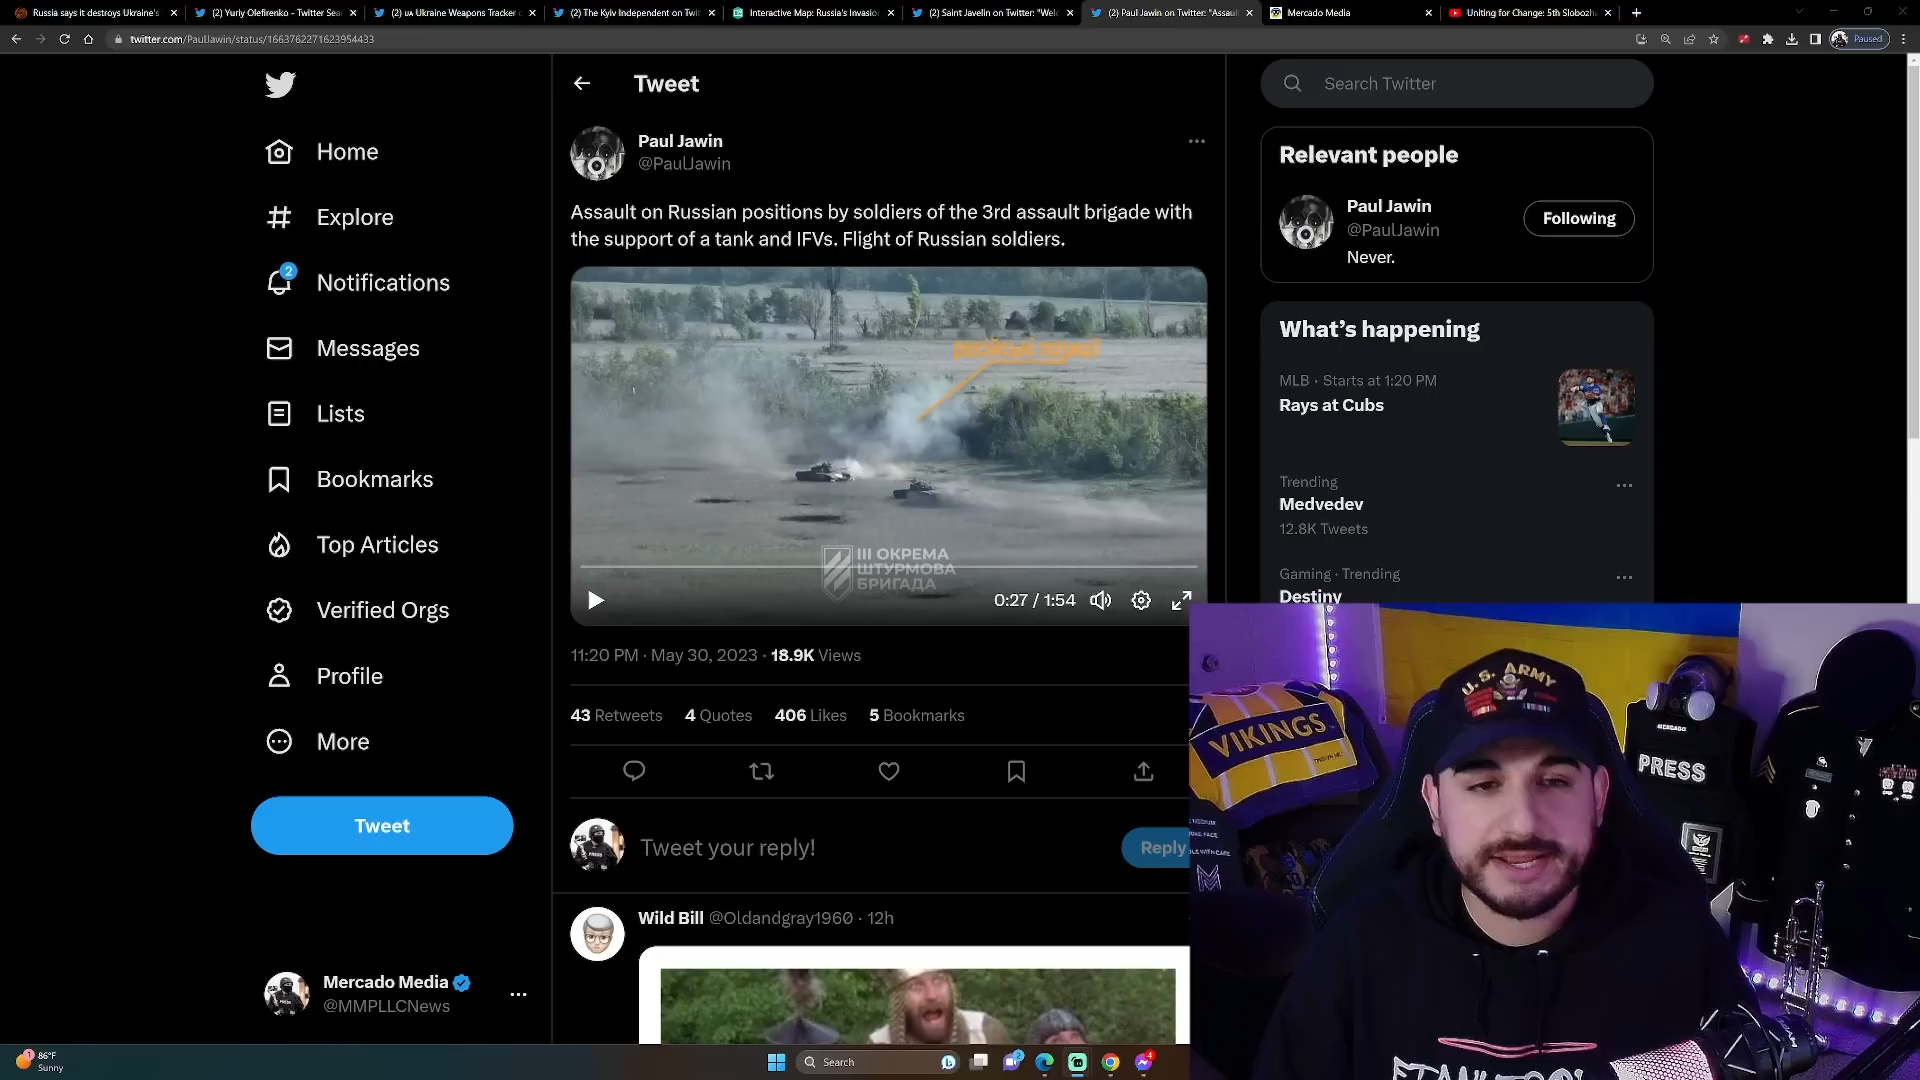 Russia says it destroys Ukraine's
(2) Yuriy Olefirenko - Twitter Sea
(2) ua Ukraine Weapons Tracker
(2) The Kyiv Independent on Twit
Interactive Map: Russia's Invasion
(2) Saint Javelin on Twitter: "Welc
(2) Paul Jawin on Twitter: "Assaul
Mercado Media
Uniting for Change: 5th Slobozha
twitter.com/PaulJawin/status/1663762271623954433
Paused
Home
Explore
2
Notifications
Messages
Lists
Bookmarks
Top Articles
Verified Orgs
Profile
More
Tweet
Mercado Media
@MMPLLCNews
Tweet
Paul Jawin
@PaulJawin
Assault on Russian positions by soldiers of the 3rd assault brigade with
the support of a tank and IFVs. Flight of Russian soldiers.
III ОКРЕМА
ШТУРМОВА
БРИГАДА
0:27 / 1:54
11:20 PM · May 30, 2023 · 18.9K Views
43 Retweets 4 Quotes 406 Likes 5 Bookmarks
Tweet your reply!
Reply
Wild Bill @Oldandgray1960 · 12h
Search Twitter
Relevant people
Paul Jawin
@PaulJawin
Following
Never.
What's happening
MLB · Starts at 1:20 PM
Rays at Cubs
Trending
Medvedev
12.8K Tweets
Gaming · Trending
Destiny
U.S. ARMY
VIKINGS
MERCADO
PRESS
86°F
Sunny
Search